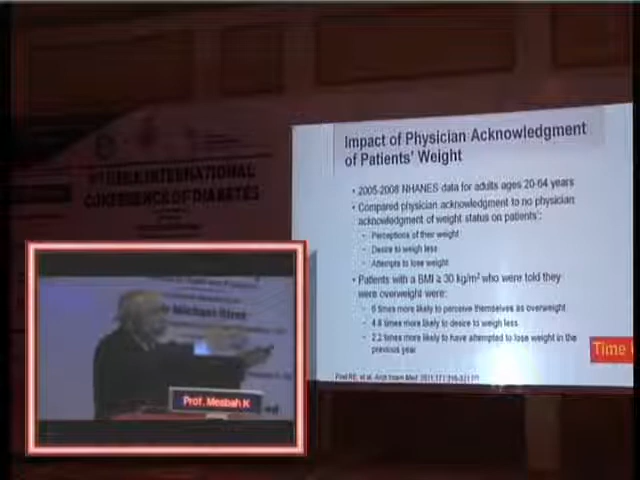 INTERNATIONAL
CONFERENCE OF DIABETES
Impact of Physician Acknowledgment
of Patients' Weight
• 2005-2008 NHANES data for adults ages 20-64 years
• Compared physician acknowledgment to no physician
acknowledgment of weight status on patients':
- Perceptions of their weight
- Desire to weigh less
- Attempts to lose weight
• Patients with a BMI ≥ 30 kg/m² who were told they
were overweight were:
- 6 times more likely to perceive themselves as overweight
- 4.8 times more likely to desire to weigh less
- 2.2 times more likely to have attempted to lose weight in the
previous year
Time
Prof. Mesbah K